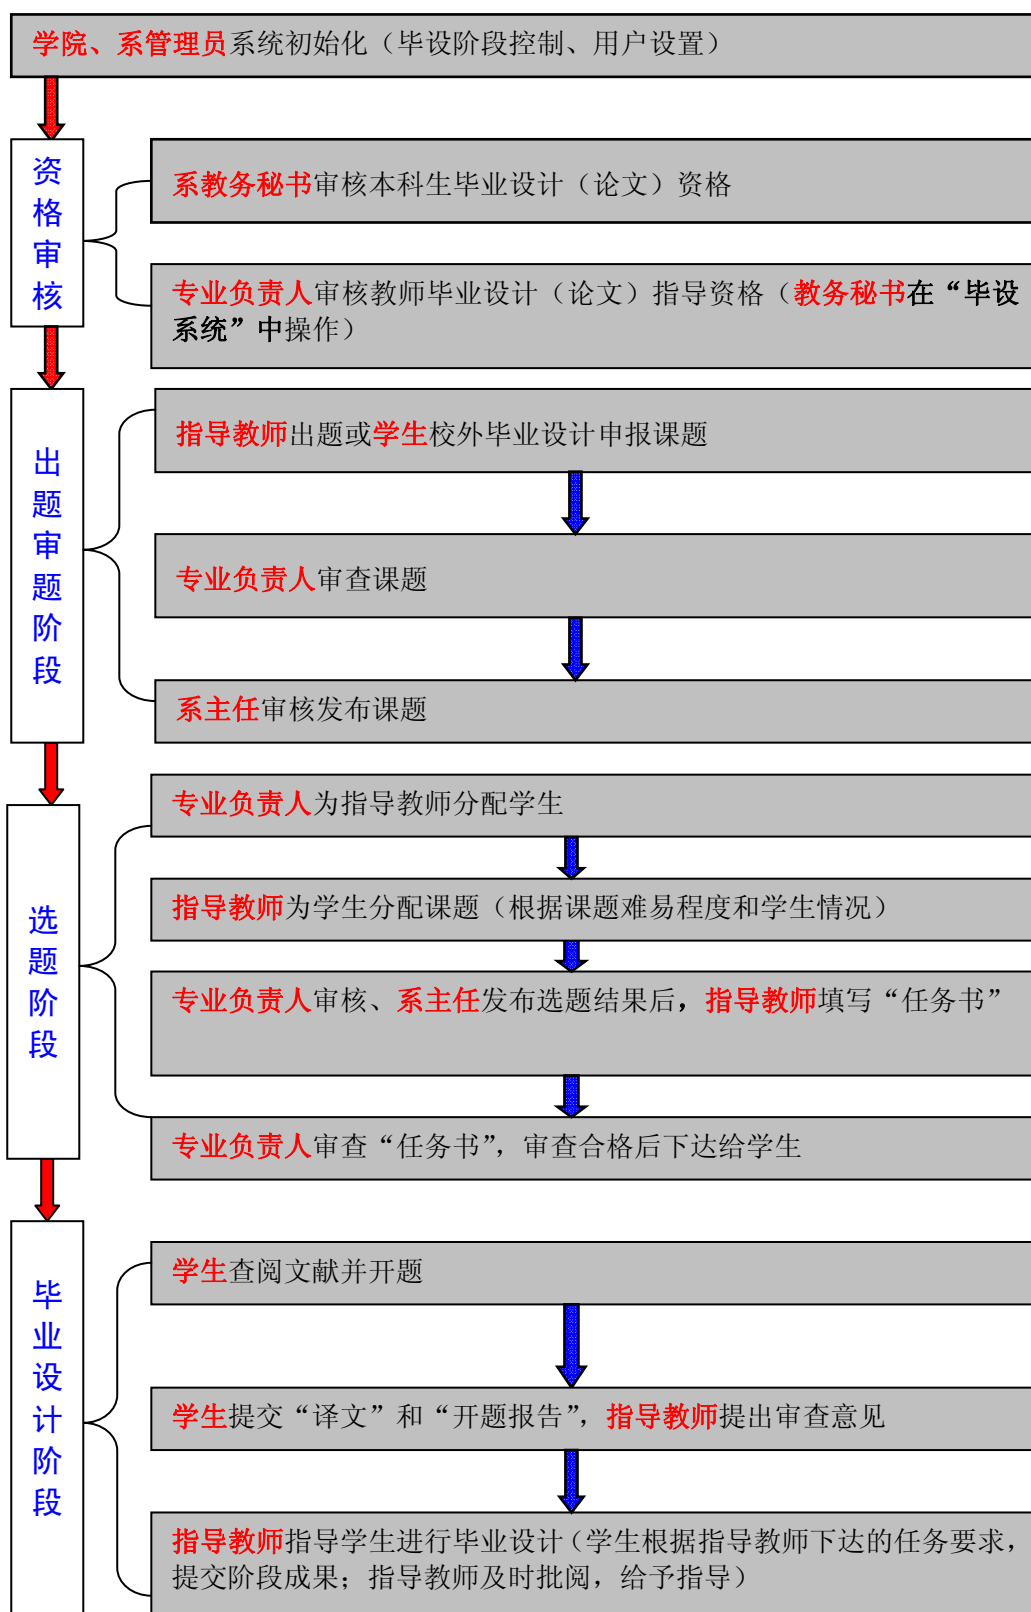 学院、系管理员系统初始化（毕设阶段控制、用户设置）
资格审核
系教务秘书审核本科生毕业设计（论文）资格
专业负责人审核教师毕业设计（论文）指导资格（教务秘书在“毕设
系统”中操作）
出题审题阶段
指导教师出题或学生校外毕业设计申报课题
专业负责人审查课题
系主任审核发布课题
选题阶段
专业负责人为指导教师分配学生
指导教师为学生分配课题（根据课题难易程度和学生情况）
专业负责人审核、系主任发布选题结果后，指导教师填写“任务书”
专业负责人审查“任务书”，审查合格后下达给学生
毕业设计阶段
学生查阅文献并开题
学生提交“译文”和“开题报告”，指导教师提出审查意见
指导教师指导学生进行毕业设计（学生根据指导教师下达的任务要求，
提交阶段成果；指导教师及时批阅，给予指导）